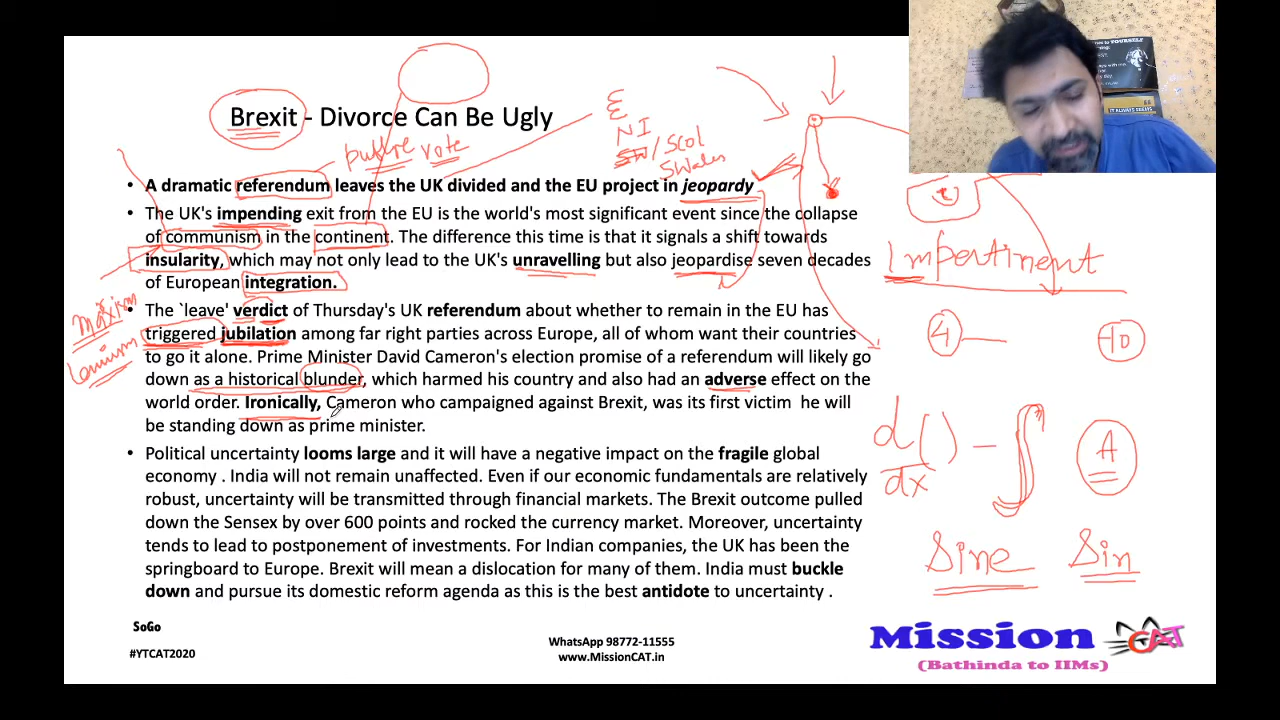 Brexit - Divorce Can Be Ugly
E
NI
SW/SCOL
SWales
vote
• A dramatic referendum leaves the UK divided and the EU project in jeopardy
• The UK's impending exit from the EU is the world's most significant event since the collapse
of communism in the continent. The difference this time is that it signals a shift towards
insularity, which may not only lead to the UK's unravelling but also jeopardise seven decades
of European integration.
• The `leave' verdict of Thursday's UK referendum about whether to remain in the EU has
triggered jubilation among far right parties across Europe, all of whom want their countries
to go it alone. Prime Minister David Cameron's election promise of a referendum will likely go
down as a historical blunder, which harmed his country and also had an adverse effect on the
world order. Ironically, Cameron who campaigned against Brexit, was its first victim he will
be standing down as prime minister.
• Political uncertainty looms large and it will have a negative impact on the fragile global
economy . India will not remain unaffected. Even if our economic fundamentals are relatively
robust, uncertainty will be transmitted through financial markets. The Brexit outcome pulled
down the Sensex by over 600 points and rocked the currency market. Moreover, uncertainty
tends to lead to postponement of investments. For Indian companies, the UK has been the
springboard to Europe. Brexit will mean a dislocation for many of them. India must buckle
down and pursue its domestic reform agenda as this is the best antidote to uncertainty .
Impertinent
4 — 10
d/dx ( ) — ∫ A
Sine Sin
SoGo
#YTCAT2020
WhatsApp 98772-11555
www.MissionCAT.in
Mission CAT
(Bathinda to IIMs)